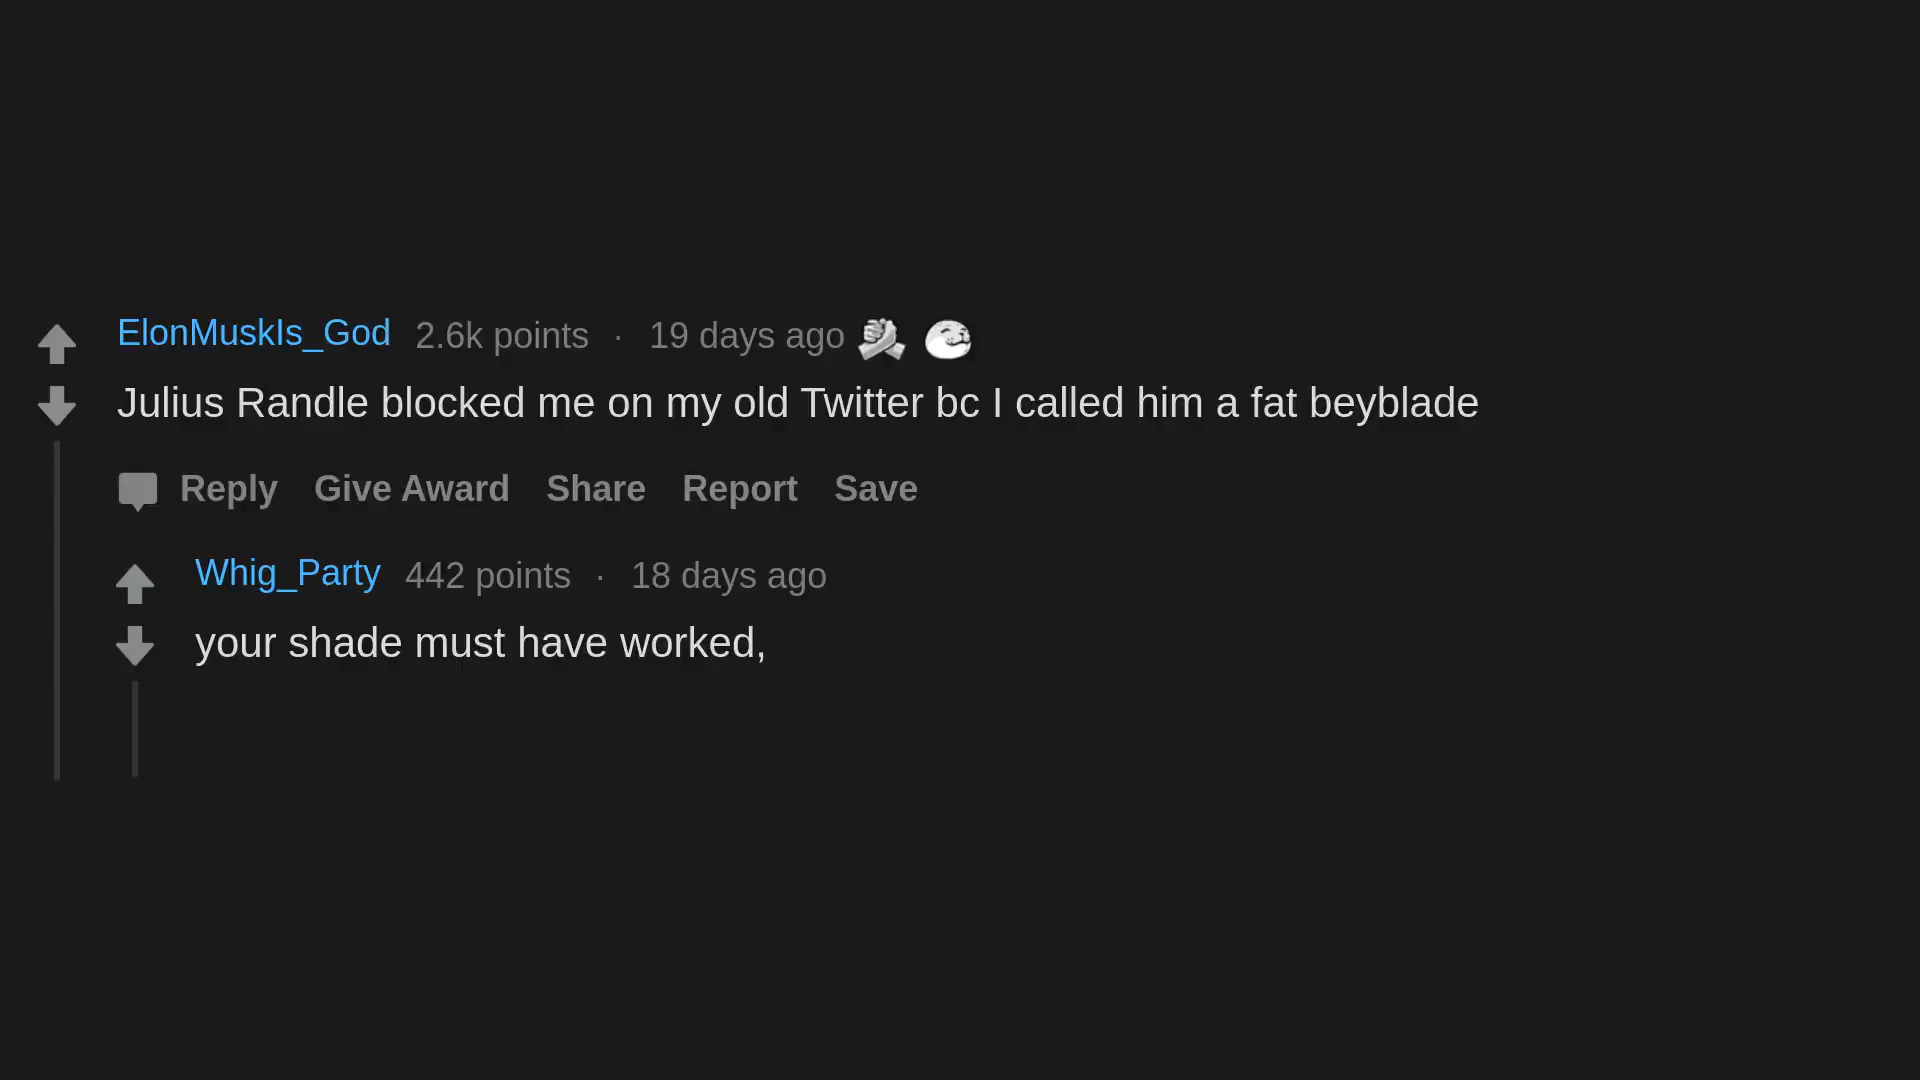 ElonMuskIs_God 2.6k points · 19 days ago
Julius Randle blocked me on my old Twitter bc I called him a fat beyblade
Reply Give Award Share Report Save
Whig_Party 442 points · 18 days ago
your shade must have worked,